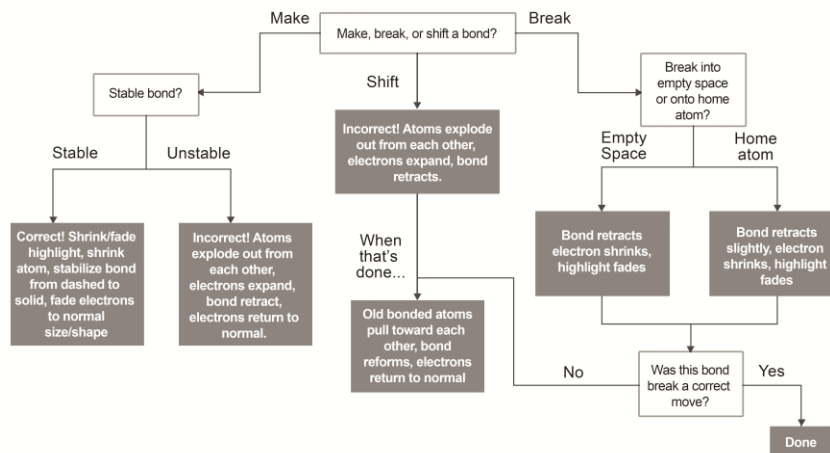 Make
Make, break, or shift a bond?
Break
Stable bond?
Shift
Break into
empty space
or onto home
atom?
Stable
Unstable
Incorrect! Atoms explode
out from each other,
electrons expand, bond
retracts.
Empty
Space
Home
atom
Correct! Shrink/fade
highlight, shrink
atom, stabilize bond
from dashed to
solid, fade electrons
to normal
size/shape
Incorrect! Atoms
explode out from
each other,
electrons expand,
bond retract,
electrons return to
normal.
When
that's
done...
Bond retracts
electron shrinks,
highlight fades
Bond retracts
slightly, electron
shrinks, highlight
fades
Old bonded atoms
pull toward each
other, bond
reforms, electrons
return to normal
No
Was this bond
break a correct
move?
Yes
Done